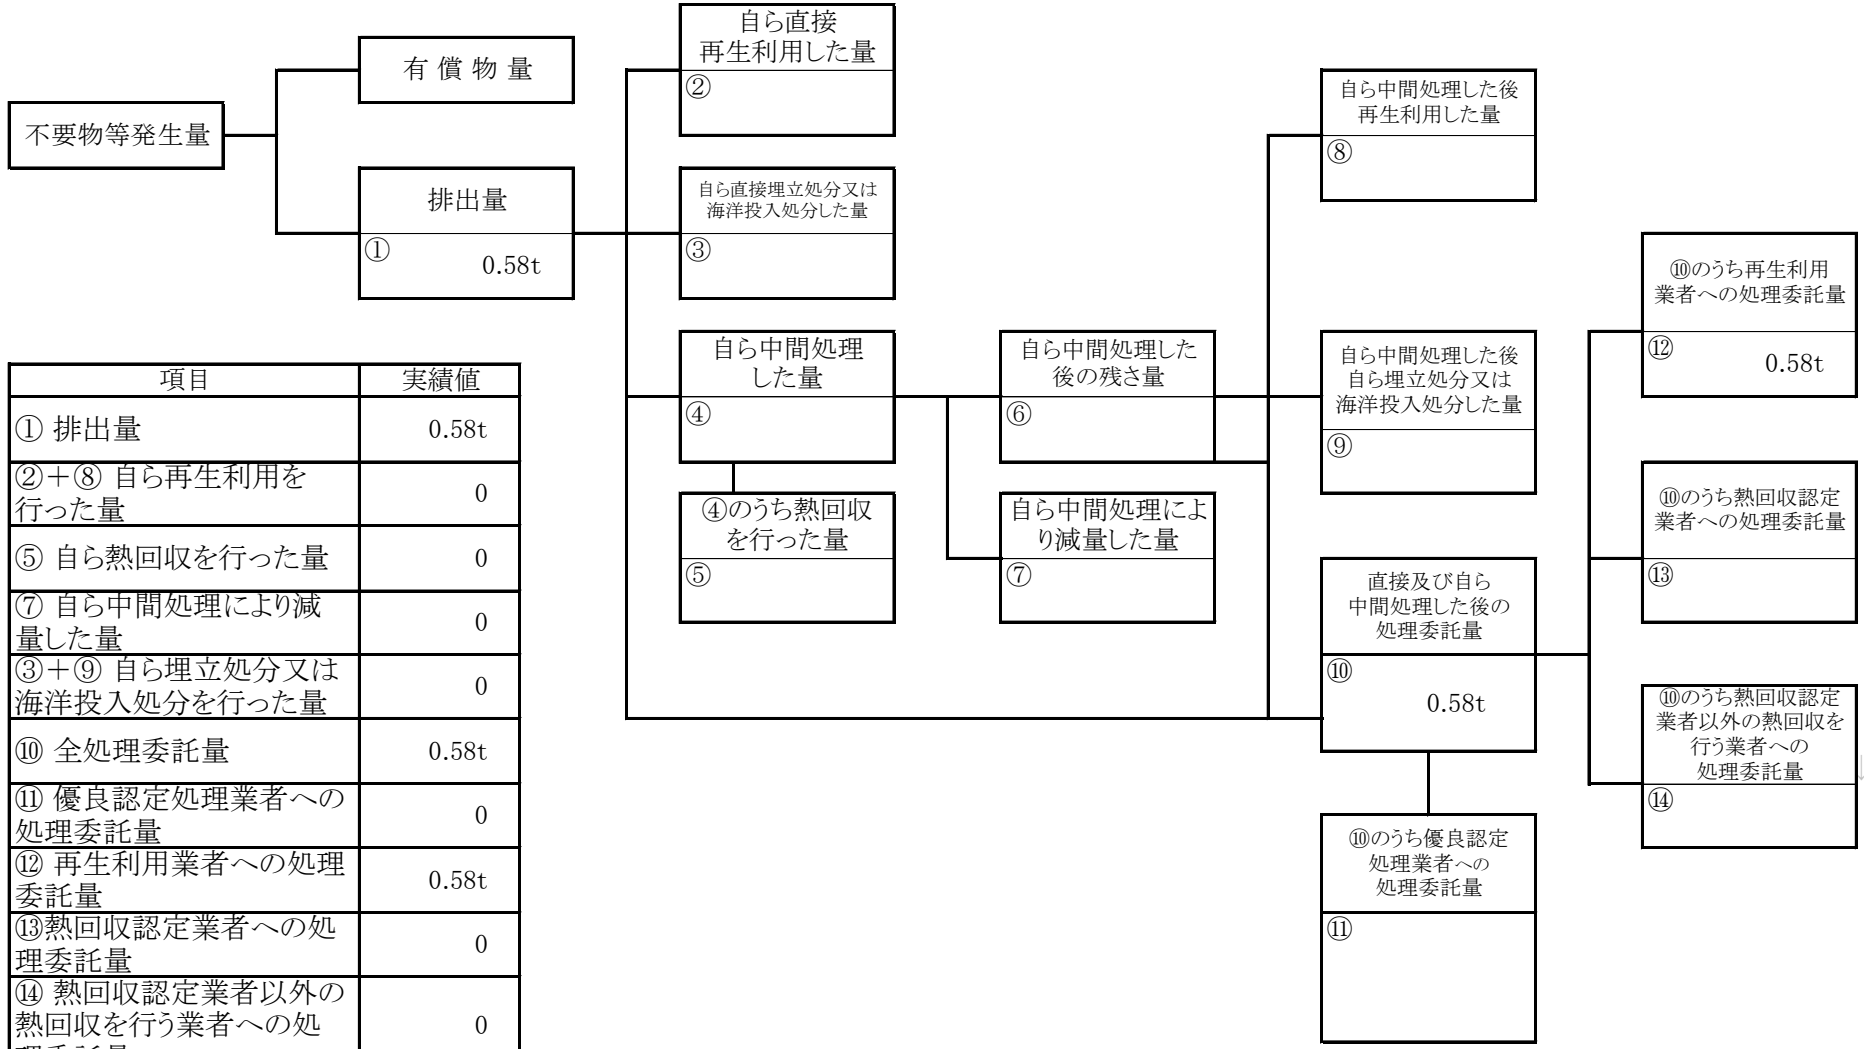 不要物等発生量
有 償 物 量
排出量
①
0.58t
自ら直接
再生利用した量
②
自ら直接埋立処分又は
海洋投入処分した量
③
自ら中間処理
した量
④
④のうち熱回収
を行った量
⑤
自ら中間処理した
後の残さ量
⑥
自ら中間処理によ
り減量した量
⑦
自ら中間処理した後
再生利用した量
⑧
自ら中間処理した後
自ら埋立処分又は
海洋投入処分した量
⑨
直接及び自ら
中間処理した後の
処理委託量
⑩
0.58t
⑩のうち優良認定
処理業者への
処理委託量
⑪
⑩のうち再生利用
業者への処理委託量
⑫
0.58t
⑩のうち熱回収認定
業者への処理委託量
⑬
⑩のうち熱回収認定
業者以外の熱回収を
行う業者への
処理委託量
⑭
項目 実績値
① 排出量 0.58t
②＋⑧ 自ら再生利用を
行った量
0
⑤ 自ら熱回収を行った量 0
⑦ 自ら中間処理により減
量した量
0
③＋⑨ 自ら埋立処分又は
海洋投入処分を行った量
0
⑩ 全処理委託量 0.58t
⑪ 優良認定処理業者への
処理委託量
0
⑫ 再生利用業者への処理
委託量
0.58t
⑬熱回収認定業者への処
理委託量
0
⑭ 熱回収認定業者以外の
熱回収を行う業者への処
0